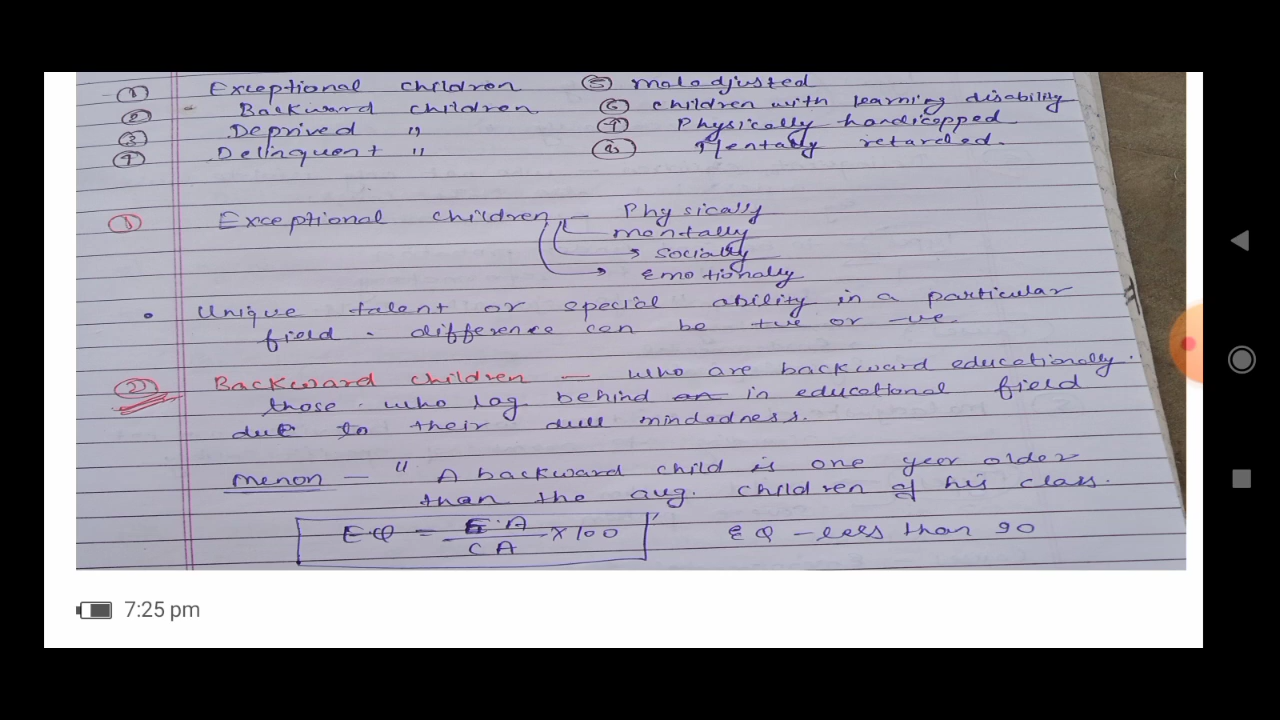 ① Exceptional children ⑤ maladjusted
② Backward children ⑥ children with learning disability
③ Deprived " ⑦ Physically handicapped
④ Delinquent " ⑧ Mentally retarded.
① Exceptional children — Physically
mentally
socially
Emotionally
• Unique talent or special ability in a particular
field. difference can be +ve or -ve.
② Backward children — who are backward educationally.
those who lag behind in educational field
due to their dull mindedness.
Menon — " A backward child is one year older
than the avg. children of his class."
E.Q = E.A / C A × 100 EQ – less than 90
7:25 pm